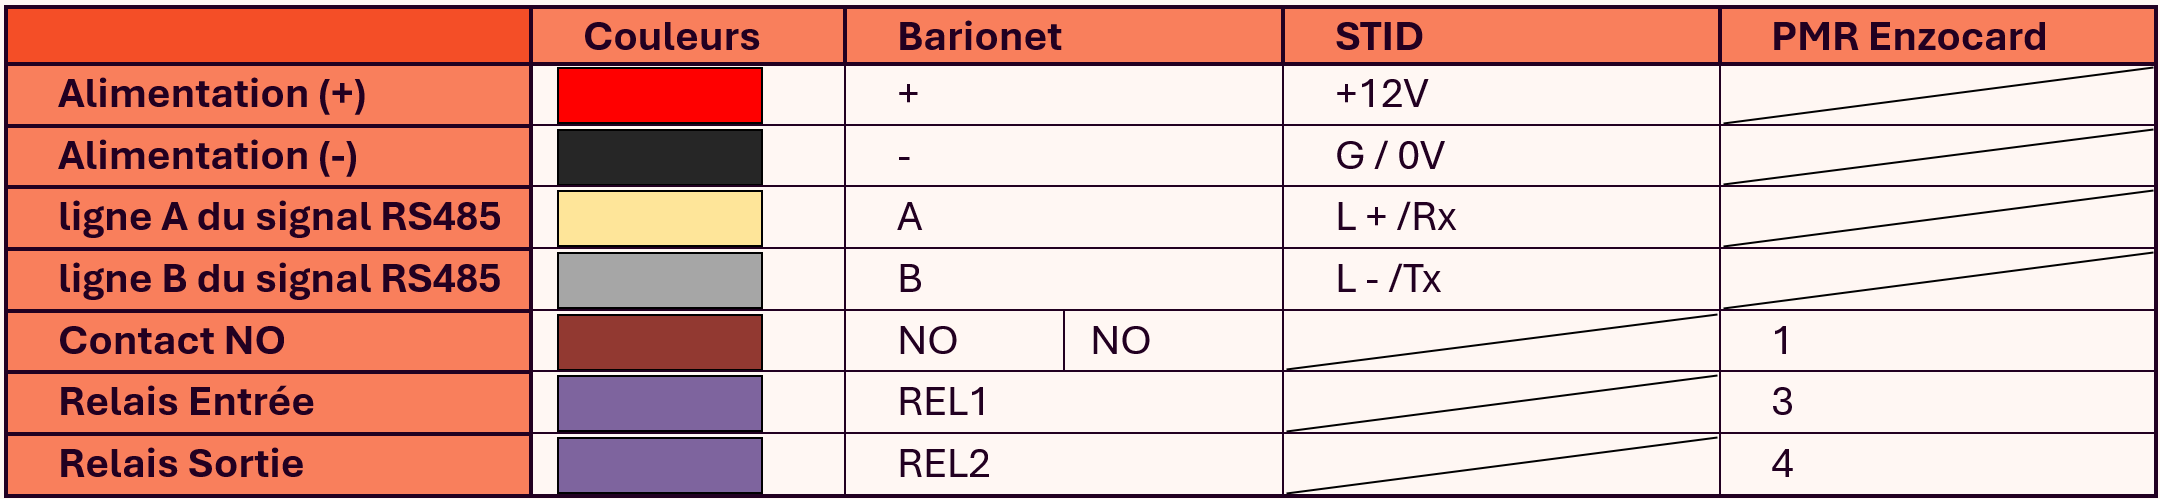 Couleurs Barionet STID PMR Enzocard
Alimentation (+) + +12V
Alimentation (-) - G / 0V
ligne A du signal RS485 A L + /Rx
ligne B du signal RS485 B L - /Tx
Contact NO NO NO 1
Relais Entrée REL1 3
Relais Sortie REL2 4